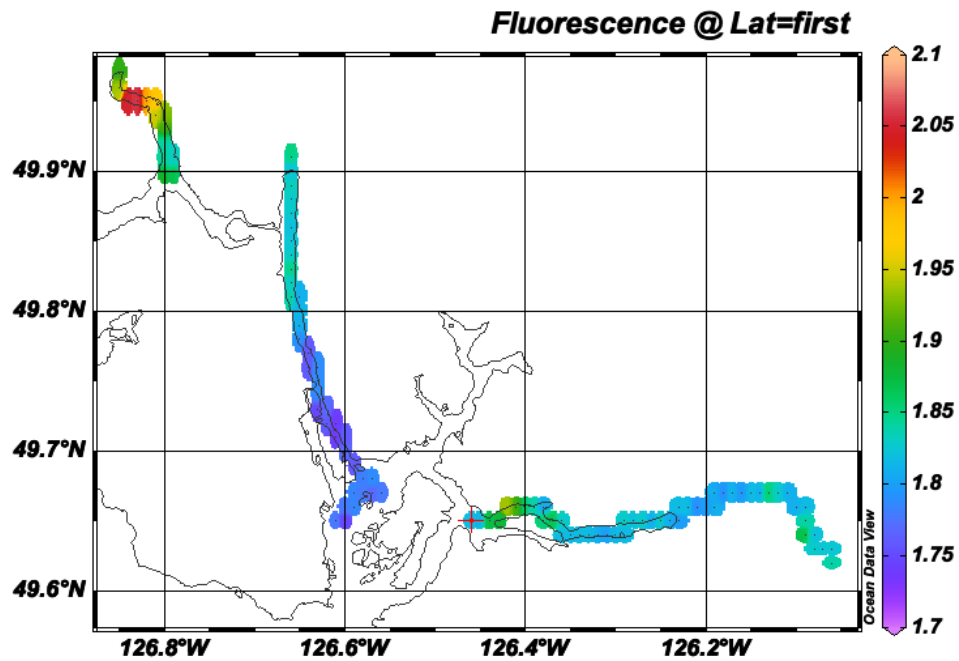 Fluorescence @ Lat=first
2.1
2.05
2
1.95
1.9
1.85
1.8
1.75
1.7
49.9°N
49.8°N
49.7°N
49.6°N
126.8°W
126.6°W
126.4°W
126.2°W
Ocean Data View